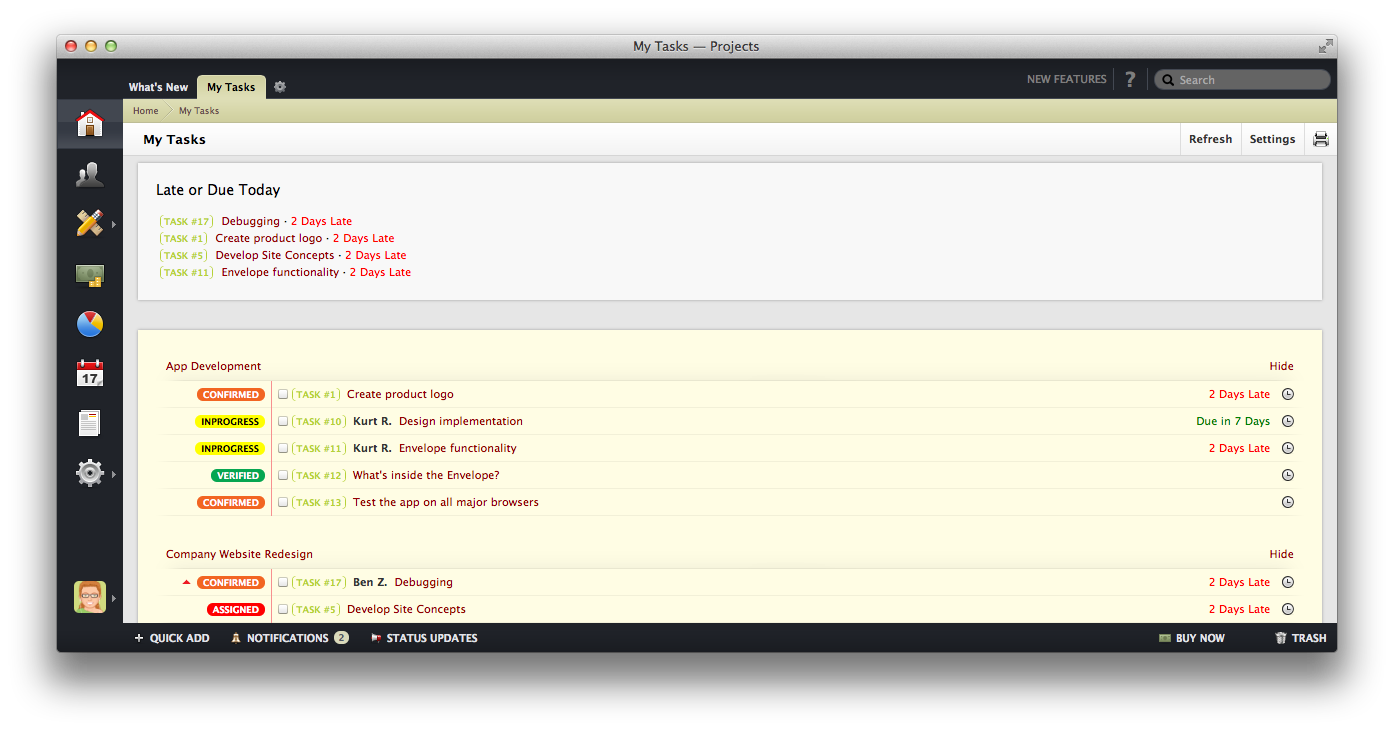 My Tasks — Projects
What's New My Tasks NEW FEATURES ? Search
Home My Tasks
My Tasks Refresh Settings
Late or Due Today
(TASK #17) Debugging · 2 Days Late
(TASK #1) Create product logo · 2 Days Late
(TASK #5) Develop Site Concepts · 2 Days Late
(TASK #11) Envelope functionality · 2 Days Late
App Development Hide
CONFIRMED (TASK #1) Create product logo 2 Days Late
INPROGRESS (TASK #10) Kurt R. Design implementation Due in 7 Days
INPROGRESS (TASK #11) Kurt R. Envelope functionality 2 Days Late
VERIFIED (TASK #12) What's inside the Envelope?
CONFIRMED (TASK #13) Test the app on all major browsers
17
Company Website Redesign Hide
CONFIRMED (TASK #17) Ben Z. Debugging 2 Days Late
ASSIGNED (TASK #5) Develop Site Concepts 2 Days Late
+ QUICK ADD NOTIFICATIONS 2 STATUS UPDATES BUY NOW TRASH